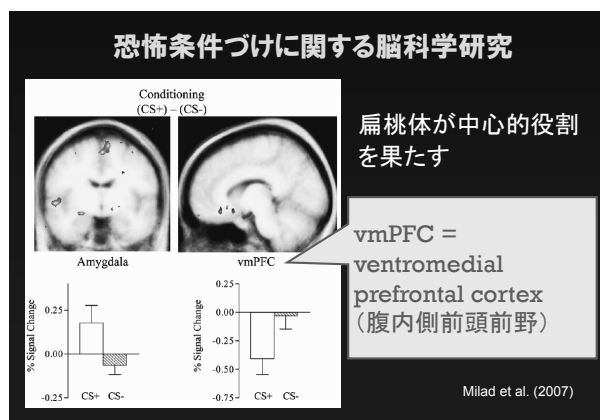 恐怖条件づけに関する脳科学研究
Conditioning
(CS+) – (CS-)
扁桃体が中心的役割
を果たす
Amygdala
vmPFC
vmPFC =
ventromedial
prefrontal cortex
（腹内側前頭前野）
% Signal Change
0.25
0.00
-0.25
CS+
CS-
% Signal Change
0.25
0.00
-0.25
-0.50
-0.75
CS+
CS-
Milad et al. (2007)